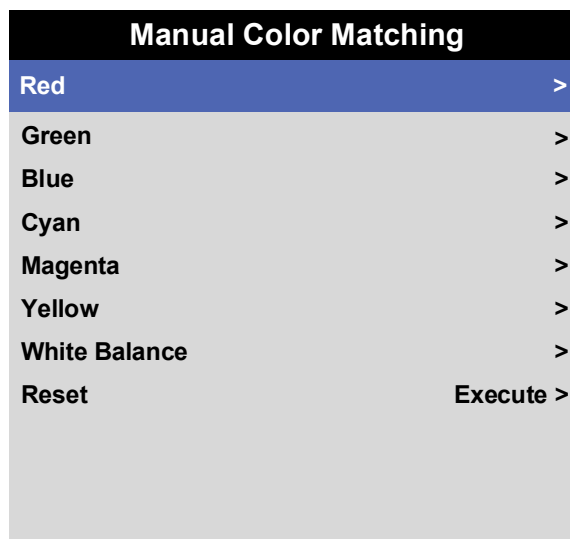 Manual Color Matching
Red >
Green >
Blue >
Cyan >
Magenta >
Yellow >
White Balance >
Reset Execute >